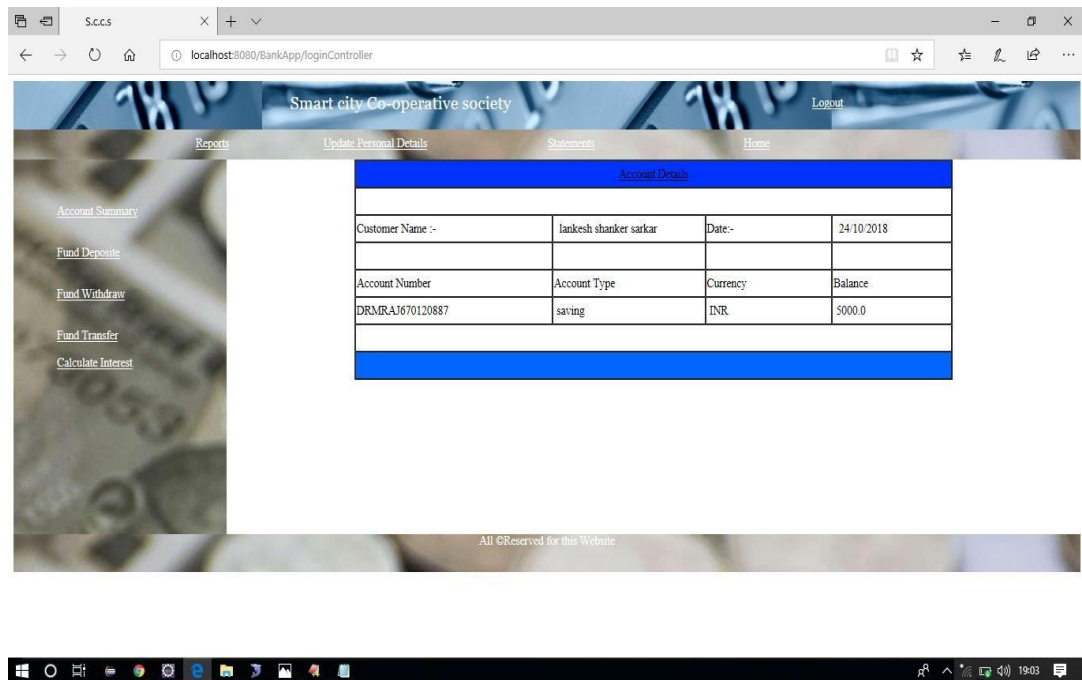 S.c.c.s
localhost:8080/BankApp/loginController
Smart city Co-operative society
Logout
Reports Update Personal Details Statements Home
Account Details
Account Summary
Fund Deposite
Fund Withdraw
Fund Transfer
Calculate Interest
Customer Name :- lankesh shanker sarkar Date:- 24/10/2018
Account Number Account Type Currency Balance
DRMRAJ670120887 saving INR 5000.0
All ©Reserved for this Website
19:03